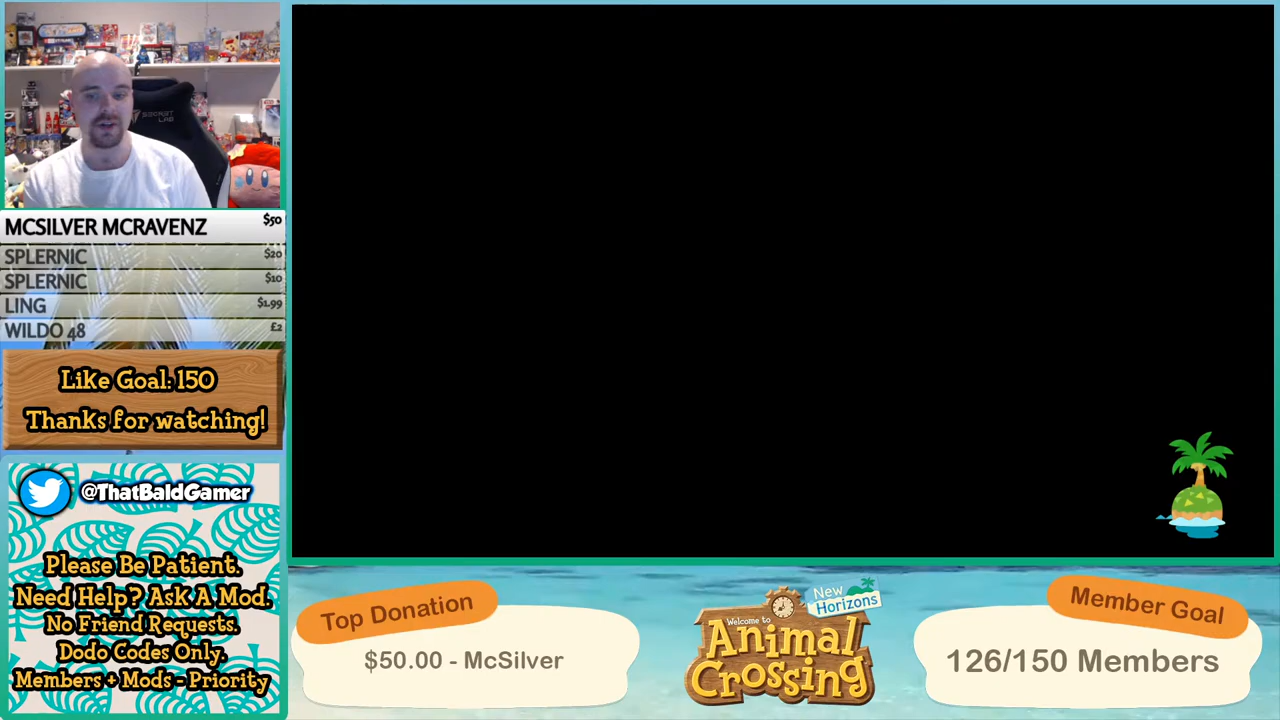 SECRET
LAB
MCSILVER MCRAVENZ $50
SPLERNIC $20
SPLERNIC $10
LING $1.99
WILDO 48 £2
Like Goal: 150
Thanks for watching!
@ThatBaldGamer
Please Be Patient.
Need Help? Ask A Mod.
No Friend Requests.
Dodo Codes Only.
Members + Mods - Priority
Top Donation
$50.00 - McSilver
Welcome to
Animal
Crossing
New
Horizons
Member Goal
126/150 Members